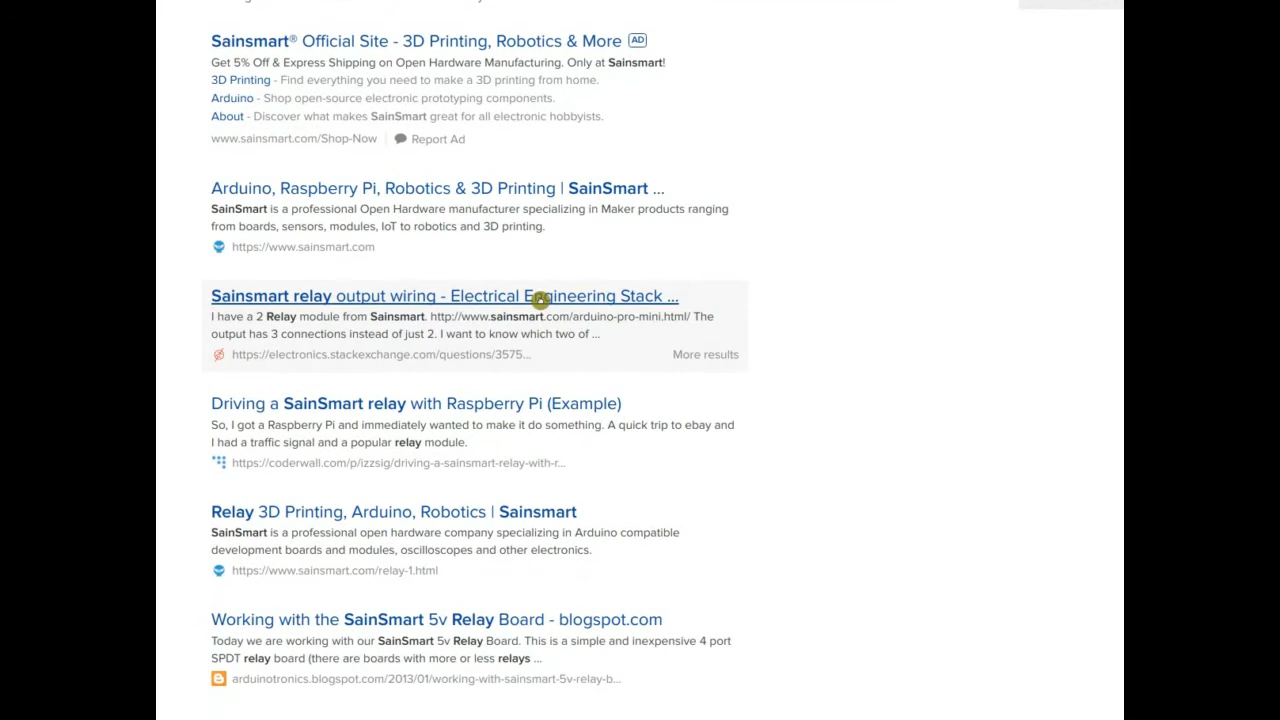 Sainsmart® Official Site - 3D Printing, Robotics & More AD
Get 5% Off & Express Shipping on Open Hardware Manufacturing. Only at Sainsmart!
3D Printing - Find everything you need to make a 3D printing from home.
Arduino - Shop open-source electronic prototyping components.
About - Discover what makes SainSmart great for all electronic hobbyists.
www.sainsmart.com/Shop-Now Report Ad
Arduino, Raspberry Pi, Robotics & 3D Printing | SainSmart ...
SainSmart is a professional Open Hardware manufacturer specializing in Maker products ranging
from boards, sensors, modules, IoT to robotics and 3D printing.
https://www.sainsmart.com
Sainsmart relay output wiring - Electrical Engineering Stack ...
I have a 2 Relay module from Sainsmart. http://www.sainsmart.com/arduino-pro-mini.html/ The
output has 3 connections instead of just 2. I want to know which two of ...
https://electronics.stackexchange.com/questions/3575... More results
Driving a SainSmart relay with Raspberry Pi (Example)
So, I got a Raspberry Pi and immediately wanted to make it do something. A quick trip to ebay and
I had a traffic signal and a popular relay module.
https://coderwall.com/p/izzsig/driving-a-sainsmart-relay-with-r...
Relay 3D Printing, Arduino, Robotics | Sainsmart
SainSmart is a professional open hardware company specializing in Arduino compatible
development boards and modules, oscilloscopes and other electronics.
https://www.sainsmart.com/relay-1.html
Working with the SainSmart 5v Relay Board - blogspot.com
Today we are working with our SainSmart 5v Relay Board. This is a simple and inexpensive 4 port
SPDT relay board (there are boards with more or less relays ...
arduinotronics.blogspot.com/2013/01/working-with-sainsmart-5v-relay-b...